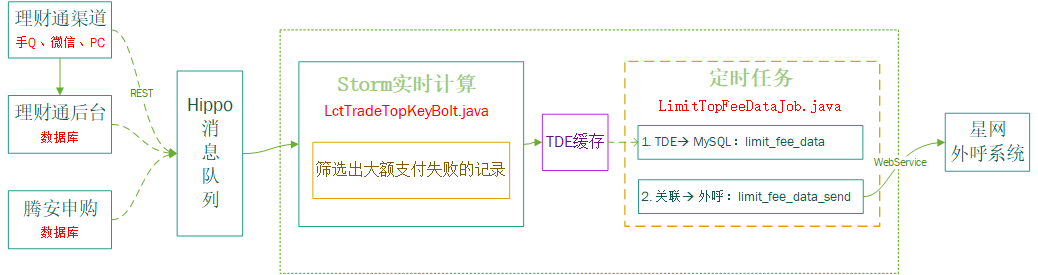 理财通渠道
手Q、微信、PC
REST
理财通后台
数据库
腾安申购
数据库
Hippo
消
息
队
列
Storm实时计算
LctTradeTopKeyBolt.java
筛选出大额支付失败的记录
TDE缓存
定时任务
LimitTopFeeDataJob.java
1. TDE→ MySQL：limit_fee_data
2. 关联→ 外呼：limit_fee_data_send
WebService
星网
外呼系统